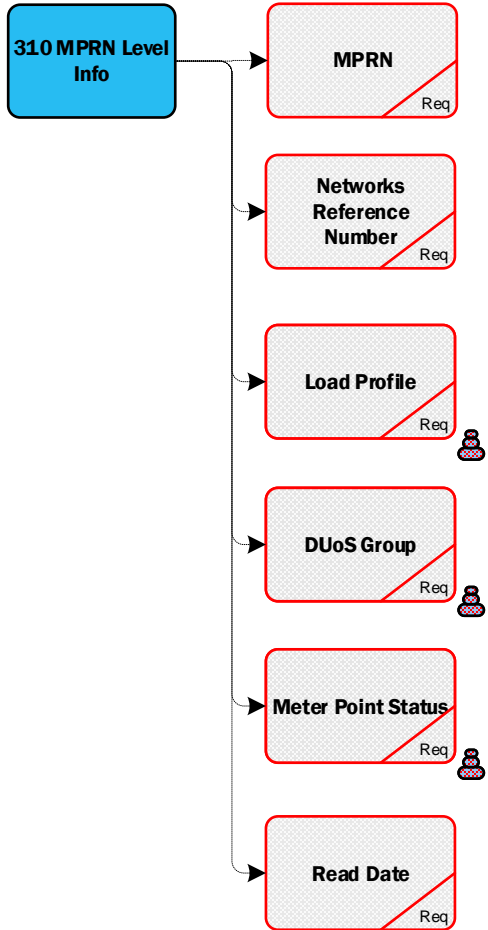 310 MPRN Level
Info
MPRN
Req
Networks
Reference
Number
Req
Load Profile
Req
DUoS Group
Req
Meter Point Status
Req
Read Date
Req